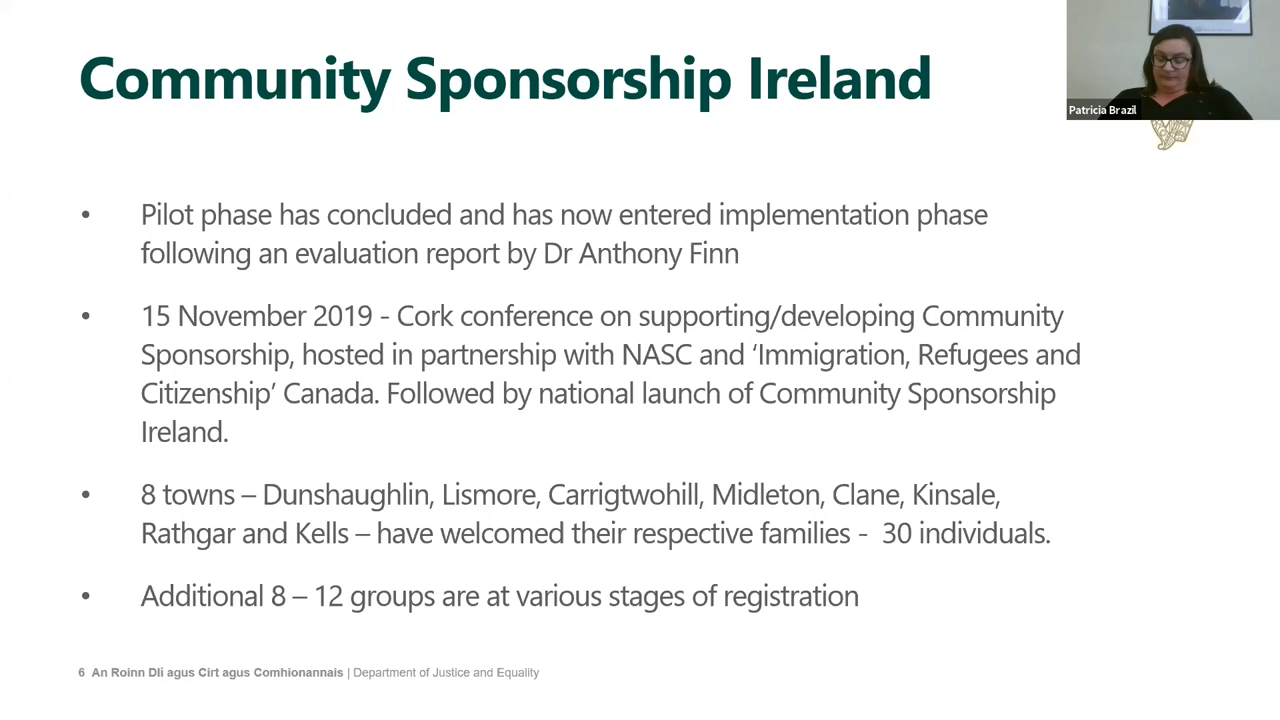 Community Sponsorship Ireland
Patricia Brazil
• Pilot phase has concluded and has now entered implementation phase
following an evaluation report by Dr Anthony Finn
• 15 November 2019 - Cork conference on supporting/developing Community
Sponsorship, hosted in partnership with NASC and ‘Immigration, Refugees and
Citizenship’ Canada. Followed by national launch of Community Sponsorship
Ireland.
• 8 towns – Dunshaughlin, Lismore, Carrigtwohill, Midleton, Clane, Kinsale,
Rathgar and Kells – have welcomed their respective families - 30 individuals.
• Additional 8 – 12 groups are at various stages of registration
6 An Roinn Dlí agus Cirt agus Comhionannais | Department of Justice and Equality